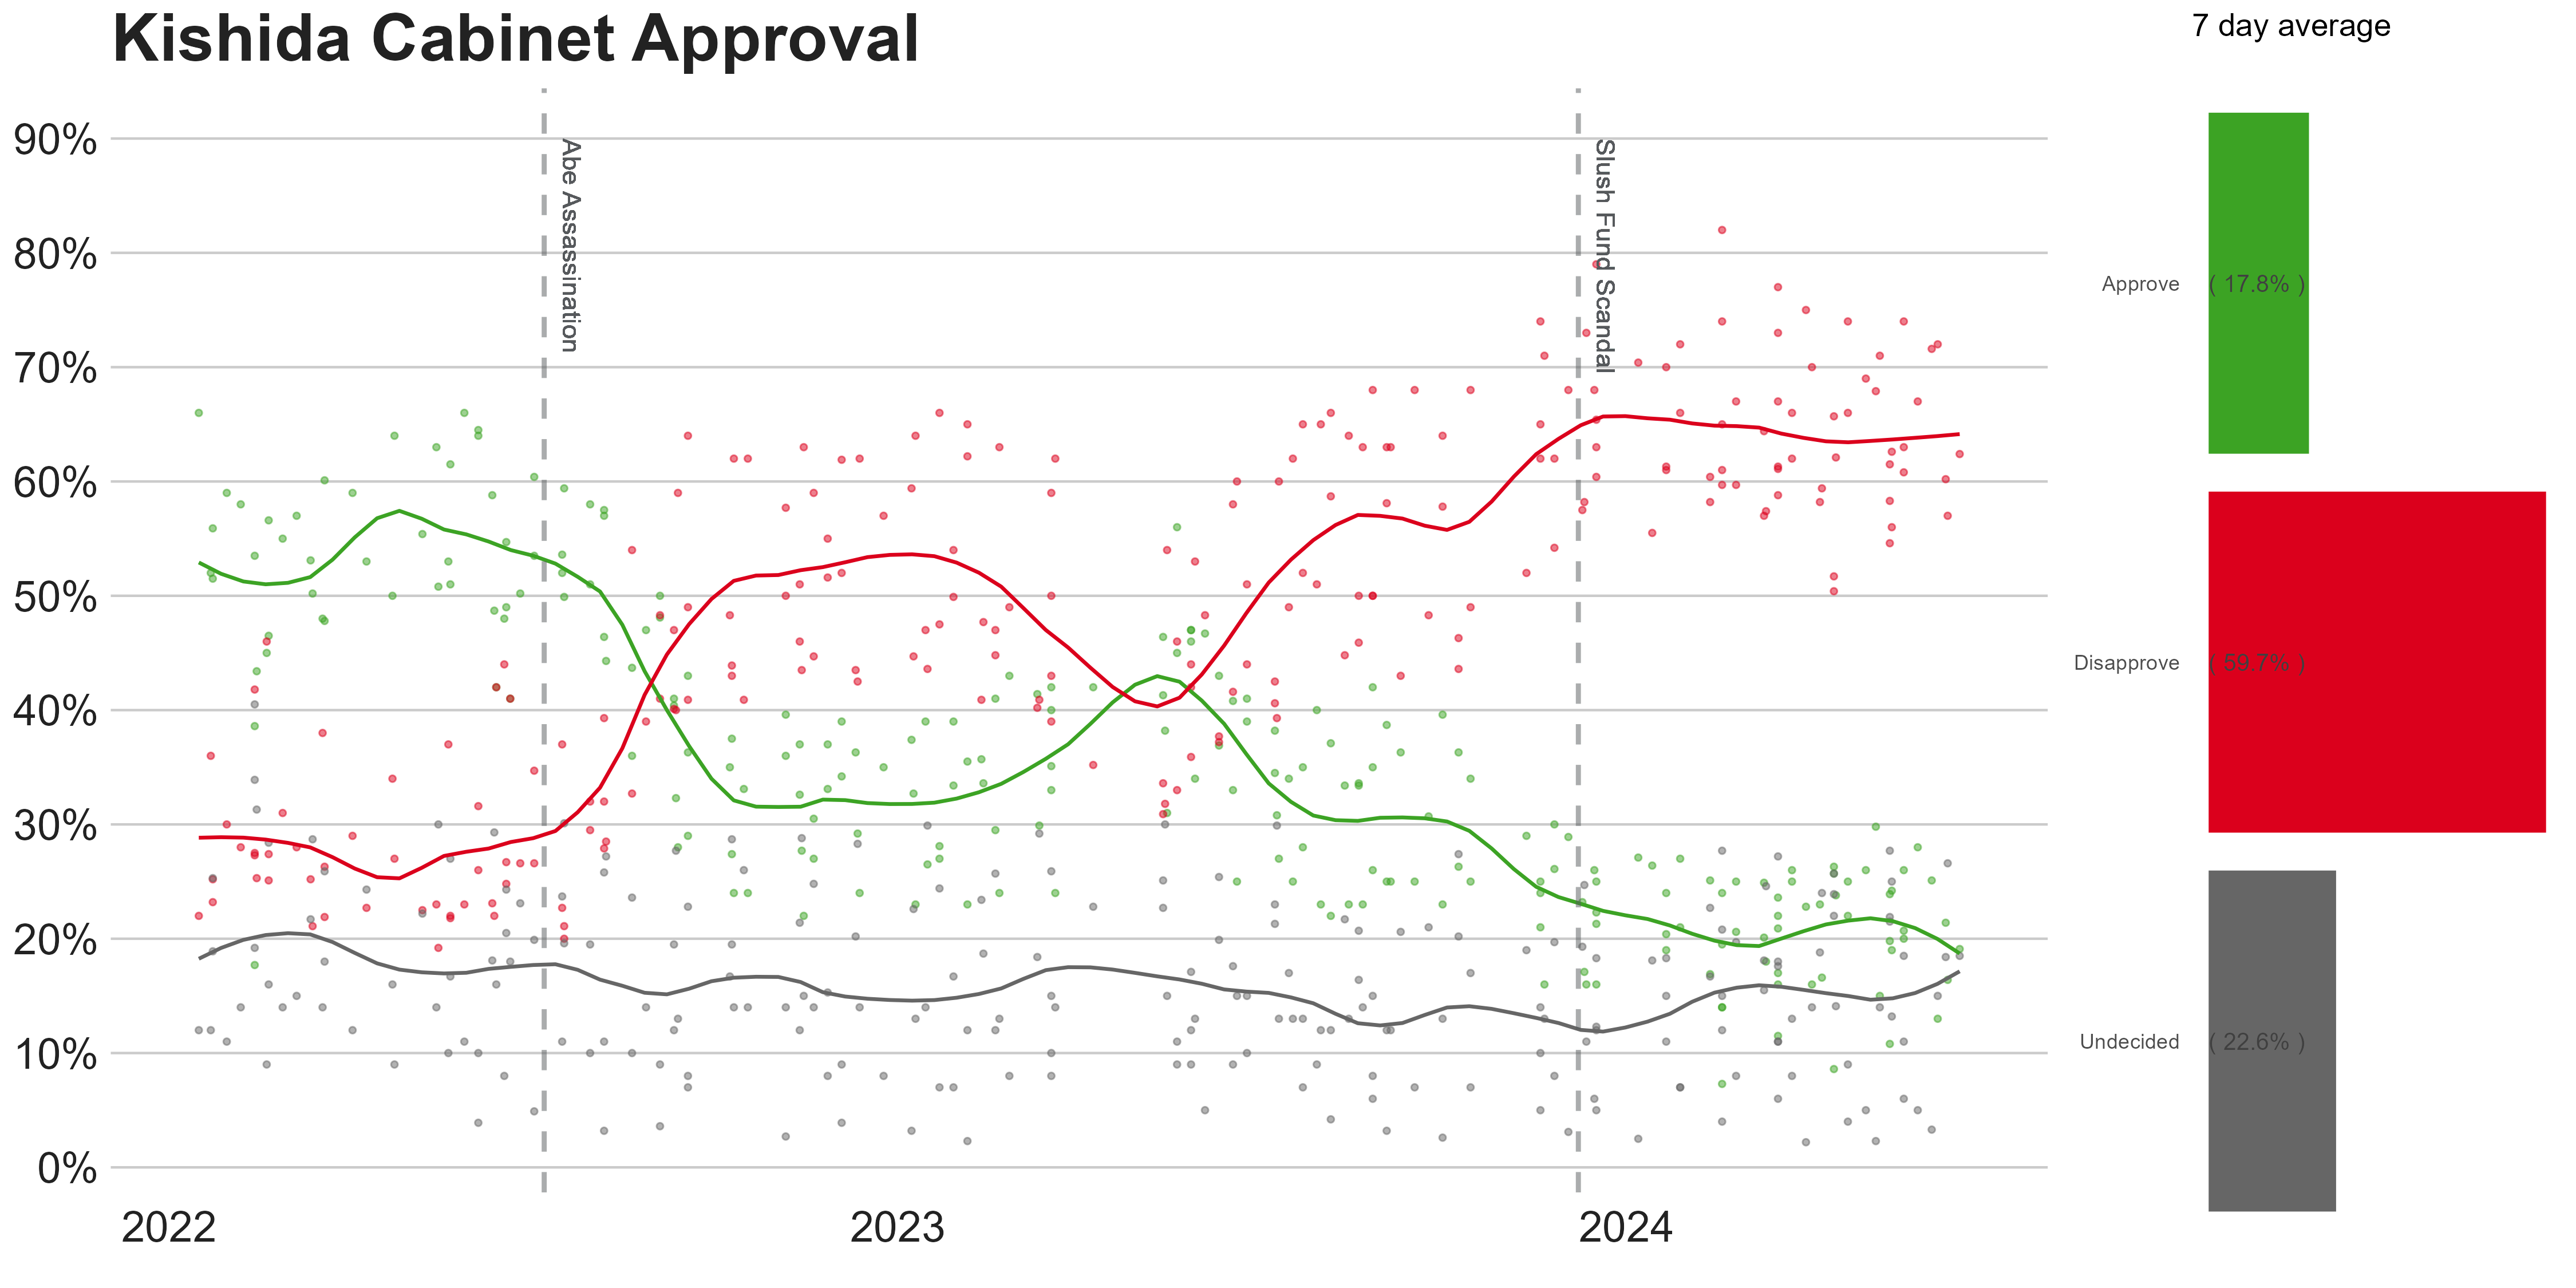 Kishida Cabinet Approval
7 day average
90%
80%
70%
60%
50%
40%
30%
20%
10%
0%
Abe Assassination
Slush Fund Scandal
2022
2023
2024
Approve
( 17.8% )
Disapprove
( 59.7% )
Undecided
( 22.6% )